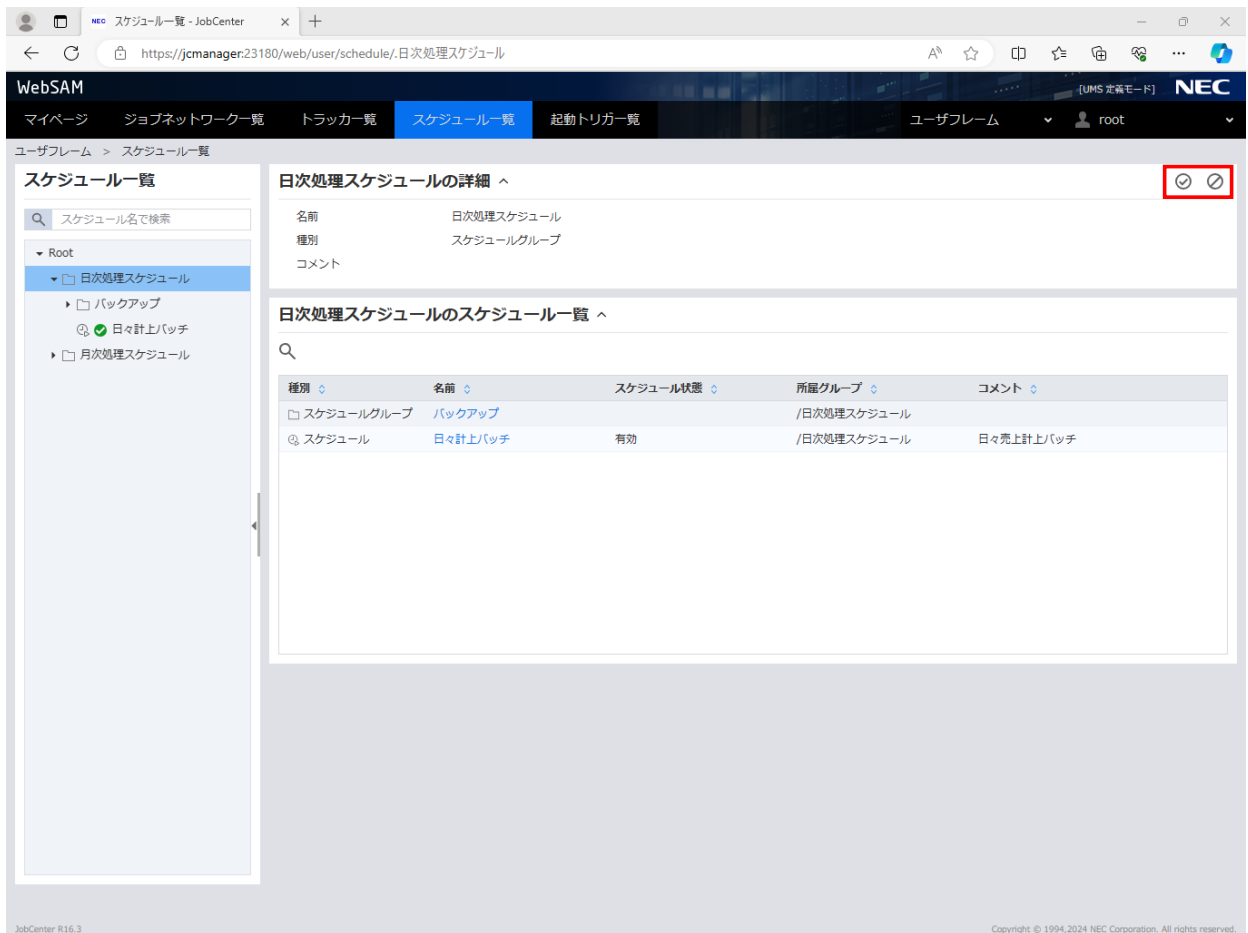 NEC スケジュール一覧 - JobCenter
https://jcmanager:23180/web/user/schedule/.日次処理スケジュール
WebSAM
[UMS 定義モード] NEC
マイページ ジョブネットワーク一覧 トラッカ一覧 スケジュール一覧 起動トリガ一覧 ユーザフレーム root
ユーザフレーム > スケジュール一覧
スケジュール一覧
スケジュール名で検索
Root
日次処理スケジュール
バックアップ
日々計上バッチ
月次処理スケジュール
日次処理スケジュールの詳細
名前 日次処理スケジュール
種別 スケジュールグループ
コメント
日次処理スケジュールのスケジュール一覧
種別 名前 スケジュール状態 所属グループ コメント
スケジュールグループ バックアップ /日次処理スケジュール
スケジュール 日々計上バッチ 有効 /日次処理スケジュール 日々売上計上バッチ
JobCenter R16.3 Copyright © 1994,2024 NEC Corporation. All rights reserved.